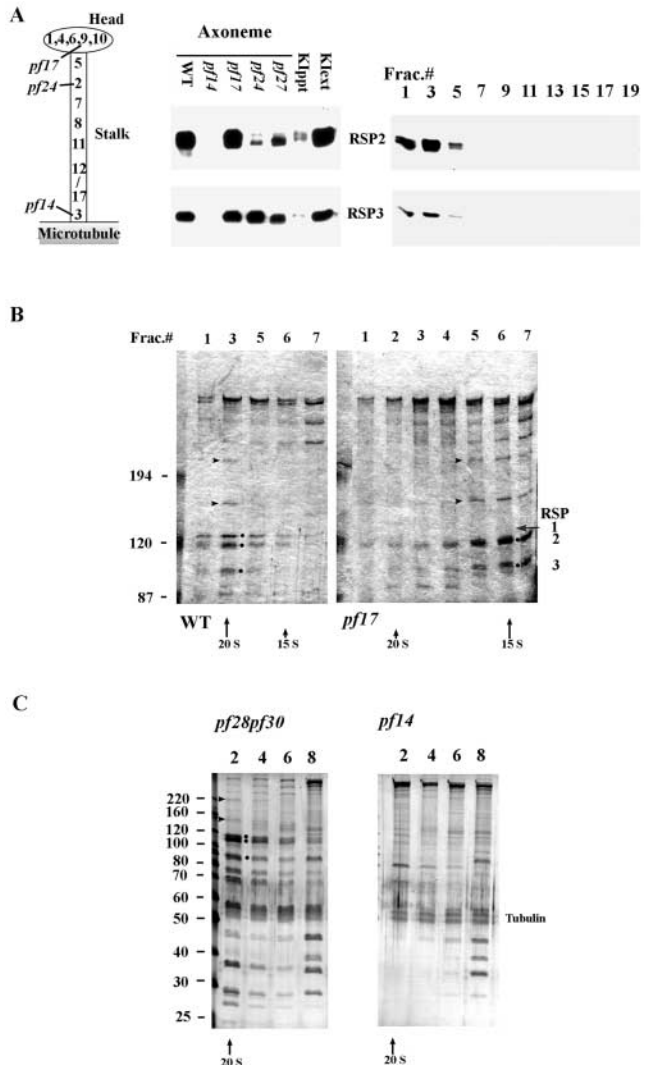 A
Head
1,4,6,9,10
pf17
pf24
5
2
7
8
11
12
/
17
3
Stalk
pf14
Microtubule
Axoneme
WT pf14 pf17 pf24 pf27 KIppt KIext
RSP2
RSP3
Frac.#
1 3 5 7 9 11 13 15 17 19
B
Frac.# 1 3 5 6 7 1 2 3 4 5 6 7
194 -
120 -
87 -
RSP
1
2
3
WT
20 S
15 S
pf17
20 S
15 S
C
pf28pf30
2 4 6 8
220 -
160 -
120 -
100 -
80 -
70 -
60 -
50 -
40 -
30 -
25 -
20 S
pf14
2 4 6 8
Tubulin
20 S